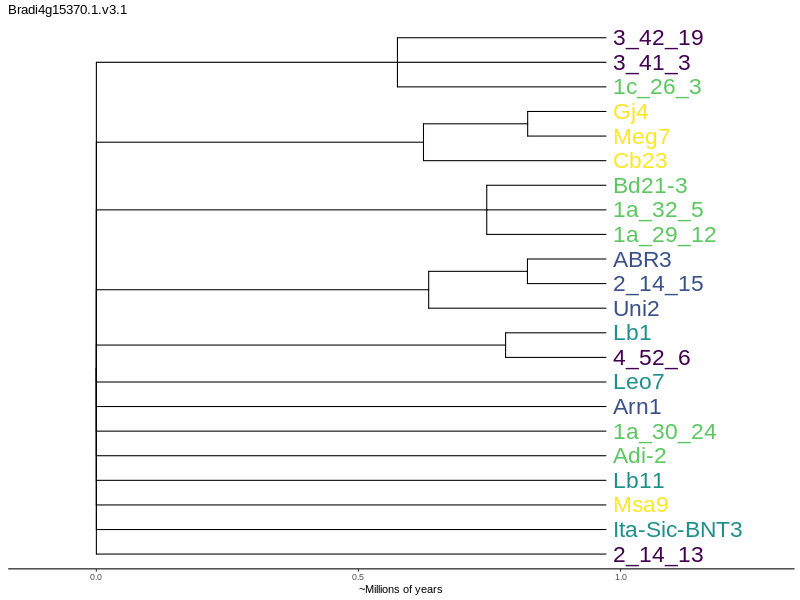 Bradi4g15370.1.v3.1
3_42_19
3_41_3
1c_26_3
Gj4
Meg7
Cb23
Bd21-3
1a_32_5
1a_29_12
ABR3
2_14_15
Uni2
Lb1
4_52_6
Leo7
Arn1
1a_30_24
Adi-2
Lb11
Msa9
Ita-Sic-BNT3
2_14_13
0.0 0.5 1.0
~Millions of years